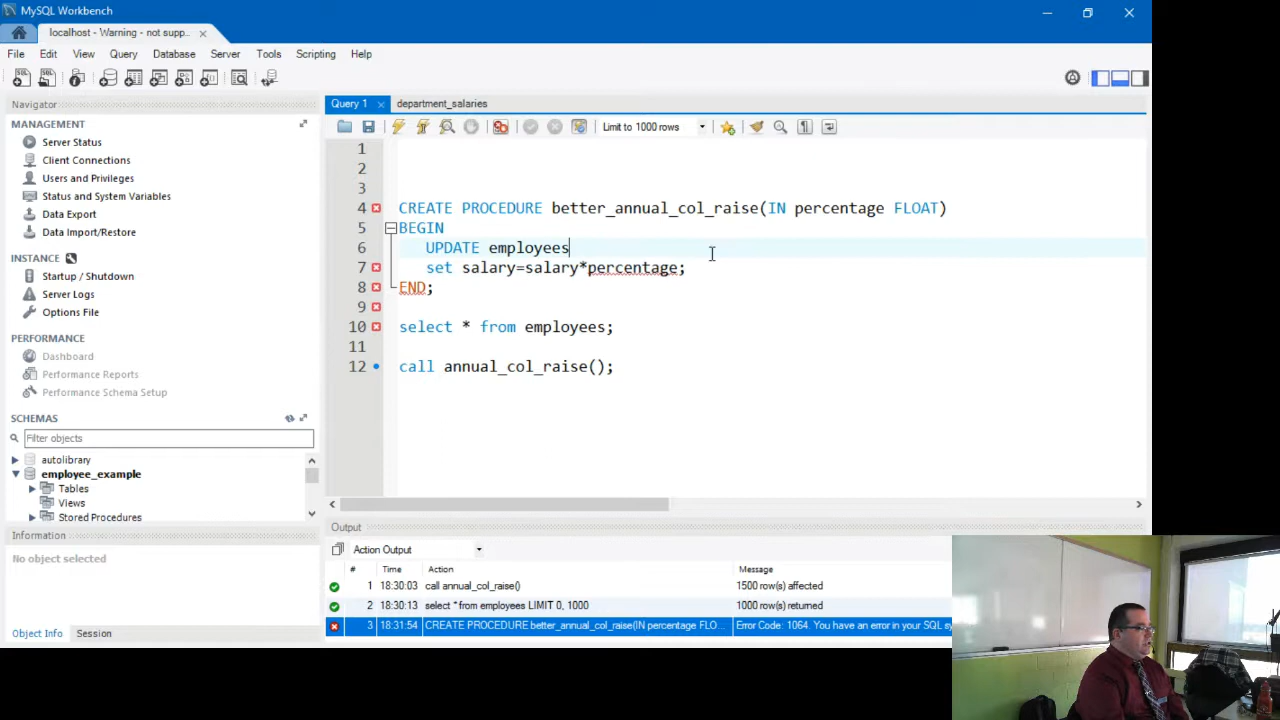 MySQL Workbench
localhost - Warning - not supp..
File Edit View Query Database Server Tools Scripting Help
Navigator
MANAGEMENT
Server Status
Client Connections
Users and Privileges
Status and System Variables
Data Export
Data Import/Restore
INSTANCE
Startup / Shutdown
Server Logs
Options File
PERFORMANCE
Dashboard
Performance Reports
Performance Schema Setup
SCHEMAS
Filter objects
autolibrary
employee_example
Tables
Views
Stored Procedures
Information
No object selected
Object Info Session
Query 1 department_salaries
Limit to 1000 rows
1
2
3
4 CREATE PROCEDURE better_annual_col_raise(IN percentage FLOAT)
5 BEGIN
6 UPDATE employees
7 set salary=salary*percentage;
8 END;
9
10 select * from employees;
11
12 call annual_col_raise();
Output
Action Output
# Time Action Message
1 18:30:03 call annual_col_raise() 1500 row(s) affected
2 18:30:13 select * from employees LIMIT 0, 1000 1000 row(s) returned
3 18:31:54 CREATE PROCEDURE better_annual_col_raise(IN percentage FLO... Error Code: 1064. You have an error in your SQL sy